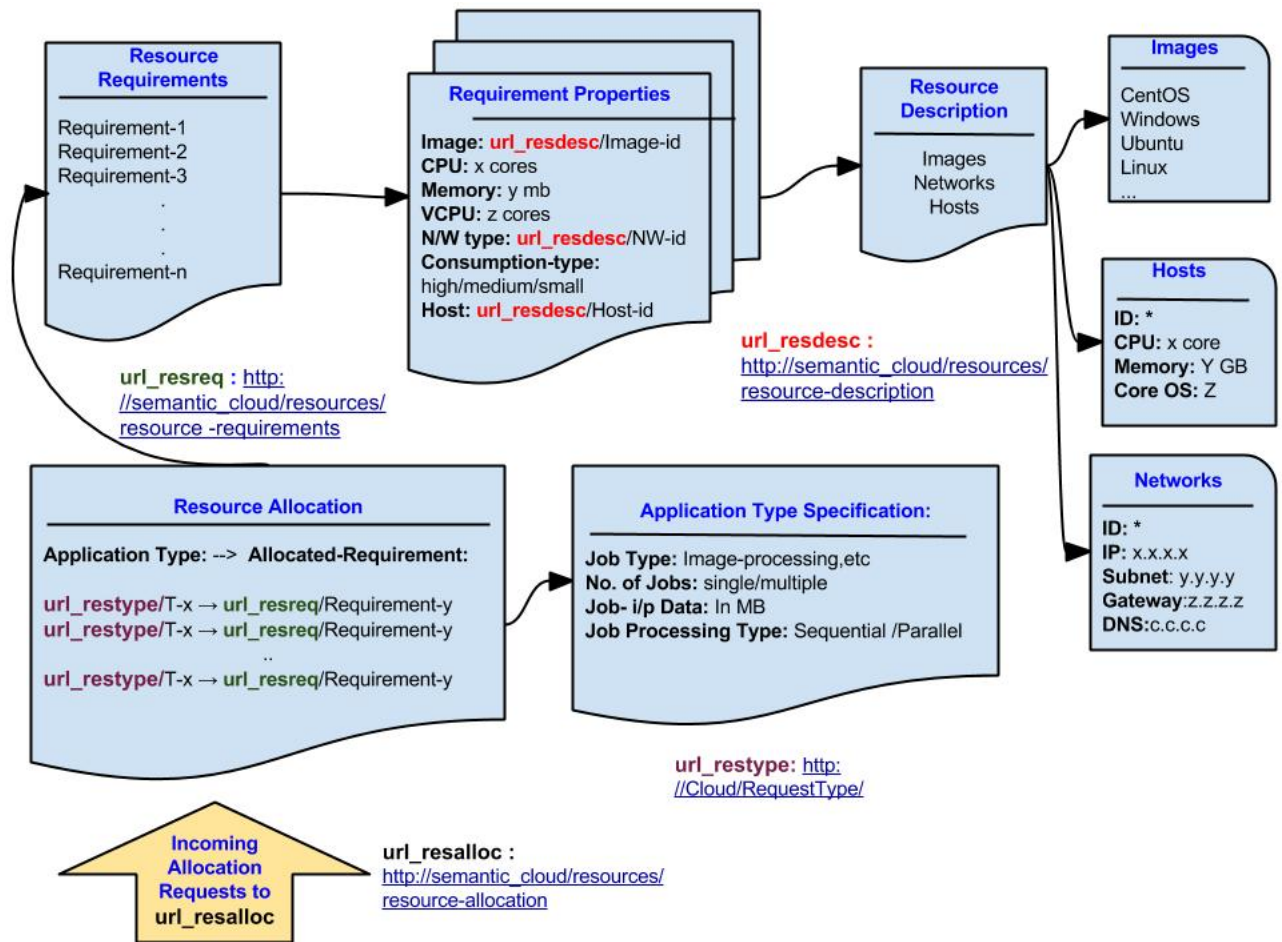 Resource
Requirements
Requirement-1
Requirement-2
Requirement-3
.
.
.
Requirement-n
Requirement Properties
Image: url_resdesc/Image-id
CPU: x cores
Memory: y mb
VCPU: z cores
N/W type: url_resdesc/NW-id
Consumption-type:
high/medium/small
Host: url_resdesc/Host-id
Resource
Description
Images
Networks
Hosts
Images
CentOS
Windows
Ubuntu
Linux
...
Hosts
ID: *
CPU: x core
Memory: Y GB
Core OS: Z
url_resreq : http:
//semantic_cloud/resources/
resource -requirements
url_resdesc :
http://semantic_cloud/resources/
resource-description
Resource Allocation
Application Type: --> Allocated-Requirement:
url_restype/T-x → url_resreq/Requirement-y
url_restype/T-x → url_resreq/Requirement-y
..
url_restype/T-x → url_resreq/Requirement-y
Application Type Specification:
Job Type: Image-processing,etc
No. of Jobs: single/multiple
Job- i/p Data: In MB
Job Processing Type: Sequential /Parallel
Networks
ID: *
IP: x.x.x.x
Subnet: y.y.y.y
Gateway:z.z.z.z
DNS:c.c.c.c
url_restype: http:
//Cloud/RequestType/
Incoming
Allocation
Requests to
url_resalloc
url_resalloc :
http://semantic_cloud/resources/
resource-allocation